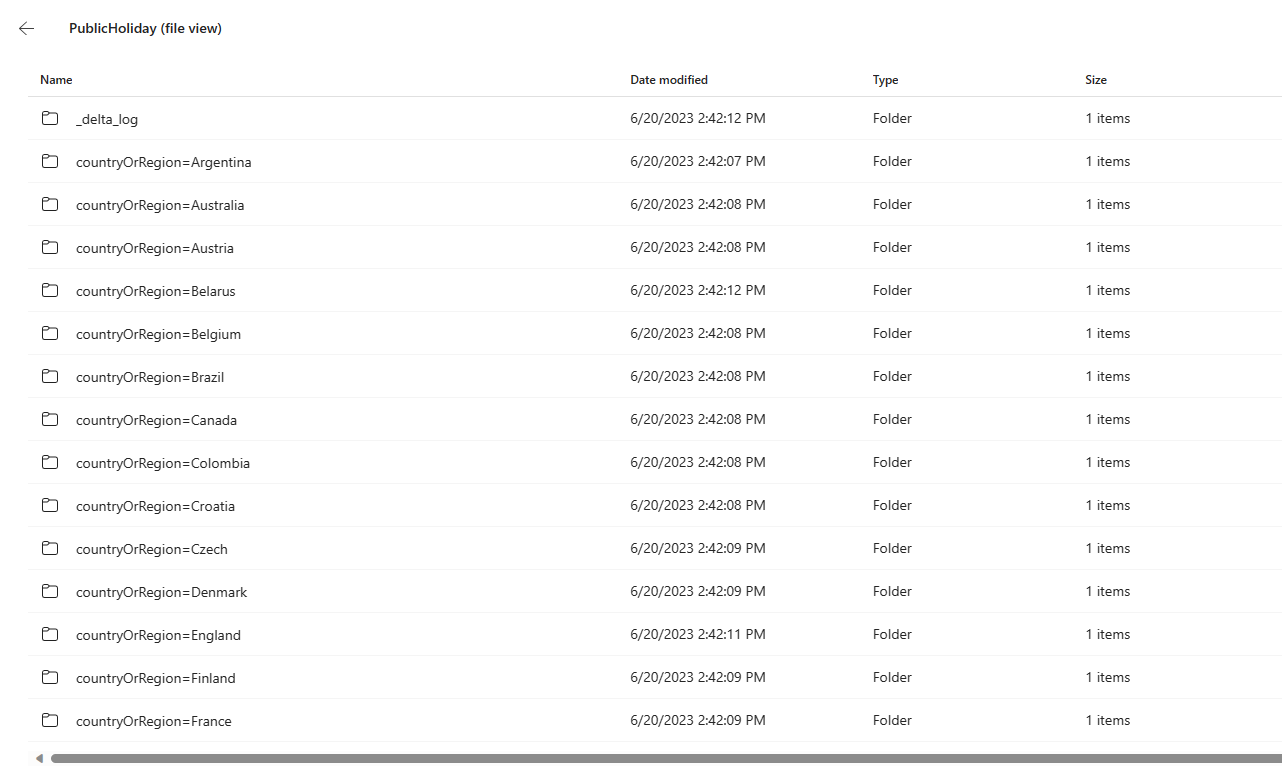 PublicHoliday (file view)
Name Date modified Type Size
_delta_log 6/20/2023 2:42:12 PM Folder 1 items
countryOrRegion=Argentina 6/20/2023 2:42:07 PM Folder 1 items
countryOrRegion=Australia 6/20/2023 2:42:08 PM Folder 1 items
countryOrRegion=Austria 6/20/2023 2:42:08 PM Folder 1 items
countryOrRegion=Belarus 6/20/2023 2:42:12 PM Folder 1 items
countryOrRegion=Belgium 6/20/2023 2:42:08 PM Folder 1 items
countryOrRegion=Brazil 6/20/2023 2:42:08 PM Folder 1 items
countryOrRegion=Canada 6/20/2023 2:42:08 PM Folder 1 items
countryOrRegion=Colombia 6/20/2023 2:42:08 PM Folder 1 items
countryOrRegion=Croatia 6/20/2023 2:42:08 PM Folder 1 items
countryOrRegion=Czech 6/20/2023 2:42:09 PM Folder 1 items
countryOrRegion=Denmark 6/20/2023 2:42:09 PM Folder 1 items
countryOrRegion=England 6/20/2023 2:42:11 PM Folder 1 items
countryOrRegion=Finland 6/20/2023 2:42:09 PM Folder 1 items
countryOrRegion=France 6/20/2023 2:42:09 PM Folder 1 items